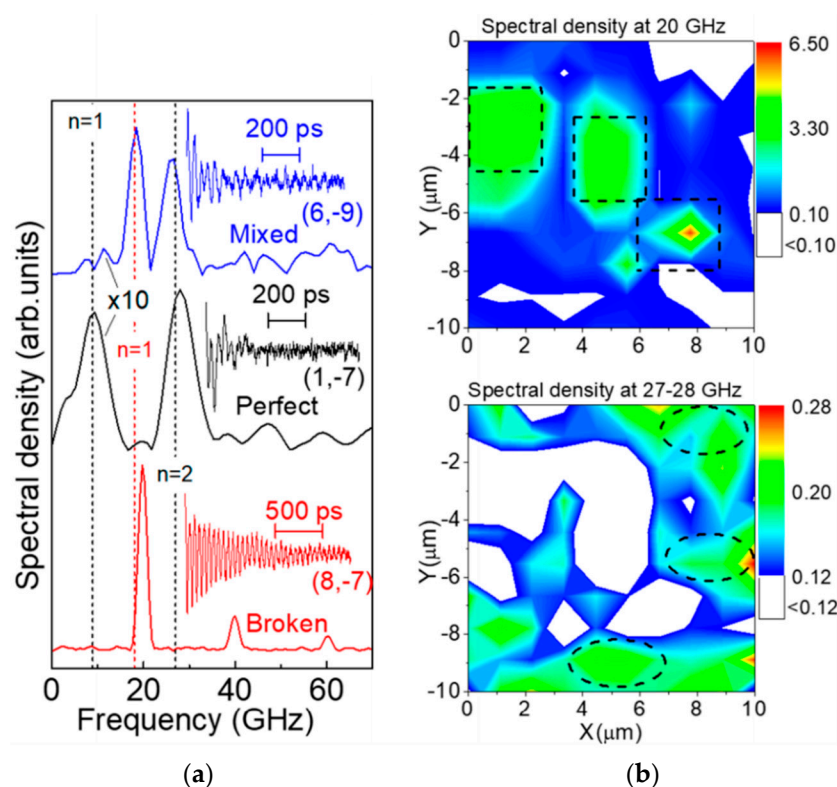 Spectral density (arb.units)
n=1
200 ps
(6,-9)
Mixed
x10
200 ps
n=1
(1,-7)
Perfect
n=2
500 ps
(8,-7)
Broken
0 20 40 60
Frequency (GHz)
(a)
Spectral density at 20 GHz
0
-2
-4
-6
-8
-10
Y (μm)
0 2 4 6 8 10
6.50
3.30
0.10
<0.10
Spectral density at 27-28 GHz
0
-2
-4
-6
-8
-10
Y(μm)
0 2 4 6 8 10
X(μm)
0.28
0.20
0.12
<0.12
(b)